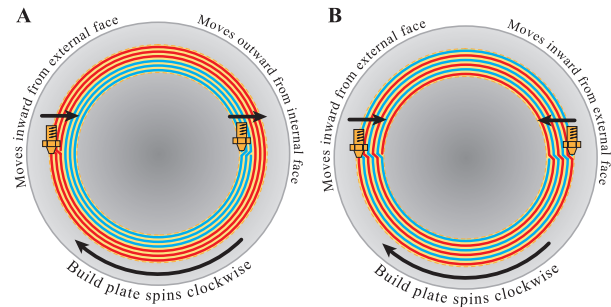 A
Moves inward from external face
Moves outward from internal face
Build plate spins clockwise
B
Moves inward from external face
Moves inward from external face
Build plate spins clockwise